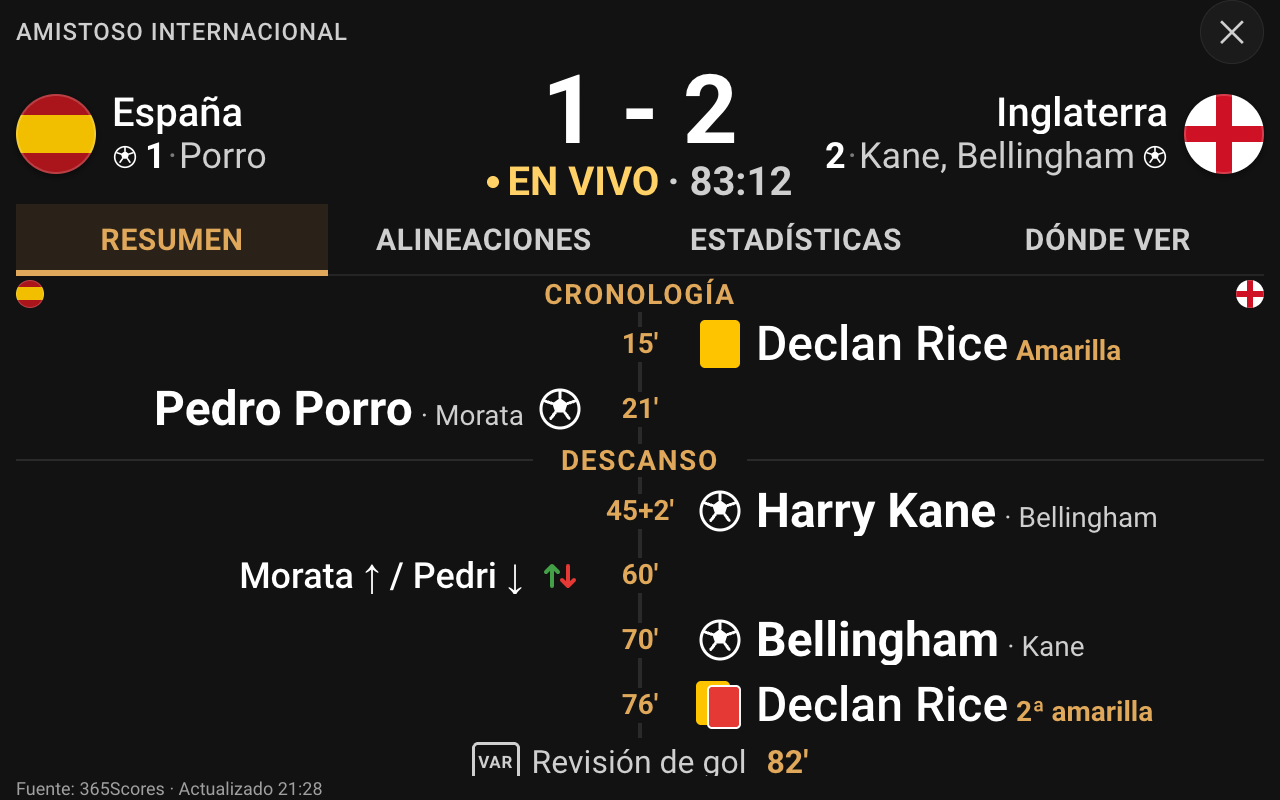 AMISTOSO INTERNACIONAL
España
1 · Porro
1 - 2
• EN VIVO · 83:12
Inglaterra
2 · Kane, Bellingham
RESUMEN
ALINEACIONES
ESTADÍSTICAS
DÓNDE VER
CRONOLOGÍA
15' Declan Rice Amarilla
Pedro Porro · Morata 21'
DESCANSO
45+2' Harry Kane · Bellingham
Morata ↑ / Pedri ↓ 60'
70' Bellingham · Kane
76' Declan Rice 2ª amarilla
VAR Revisión de gol 82'
Fuente: 365Scores · Actualizado 21:28